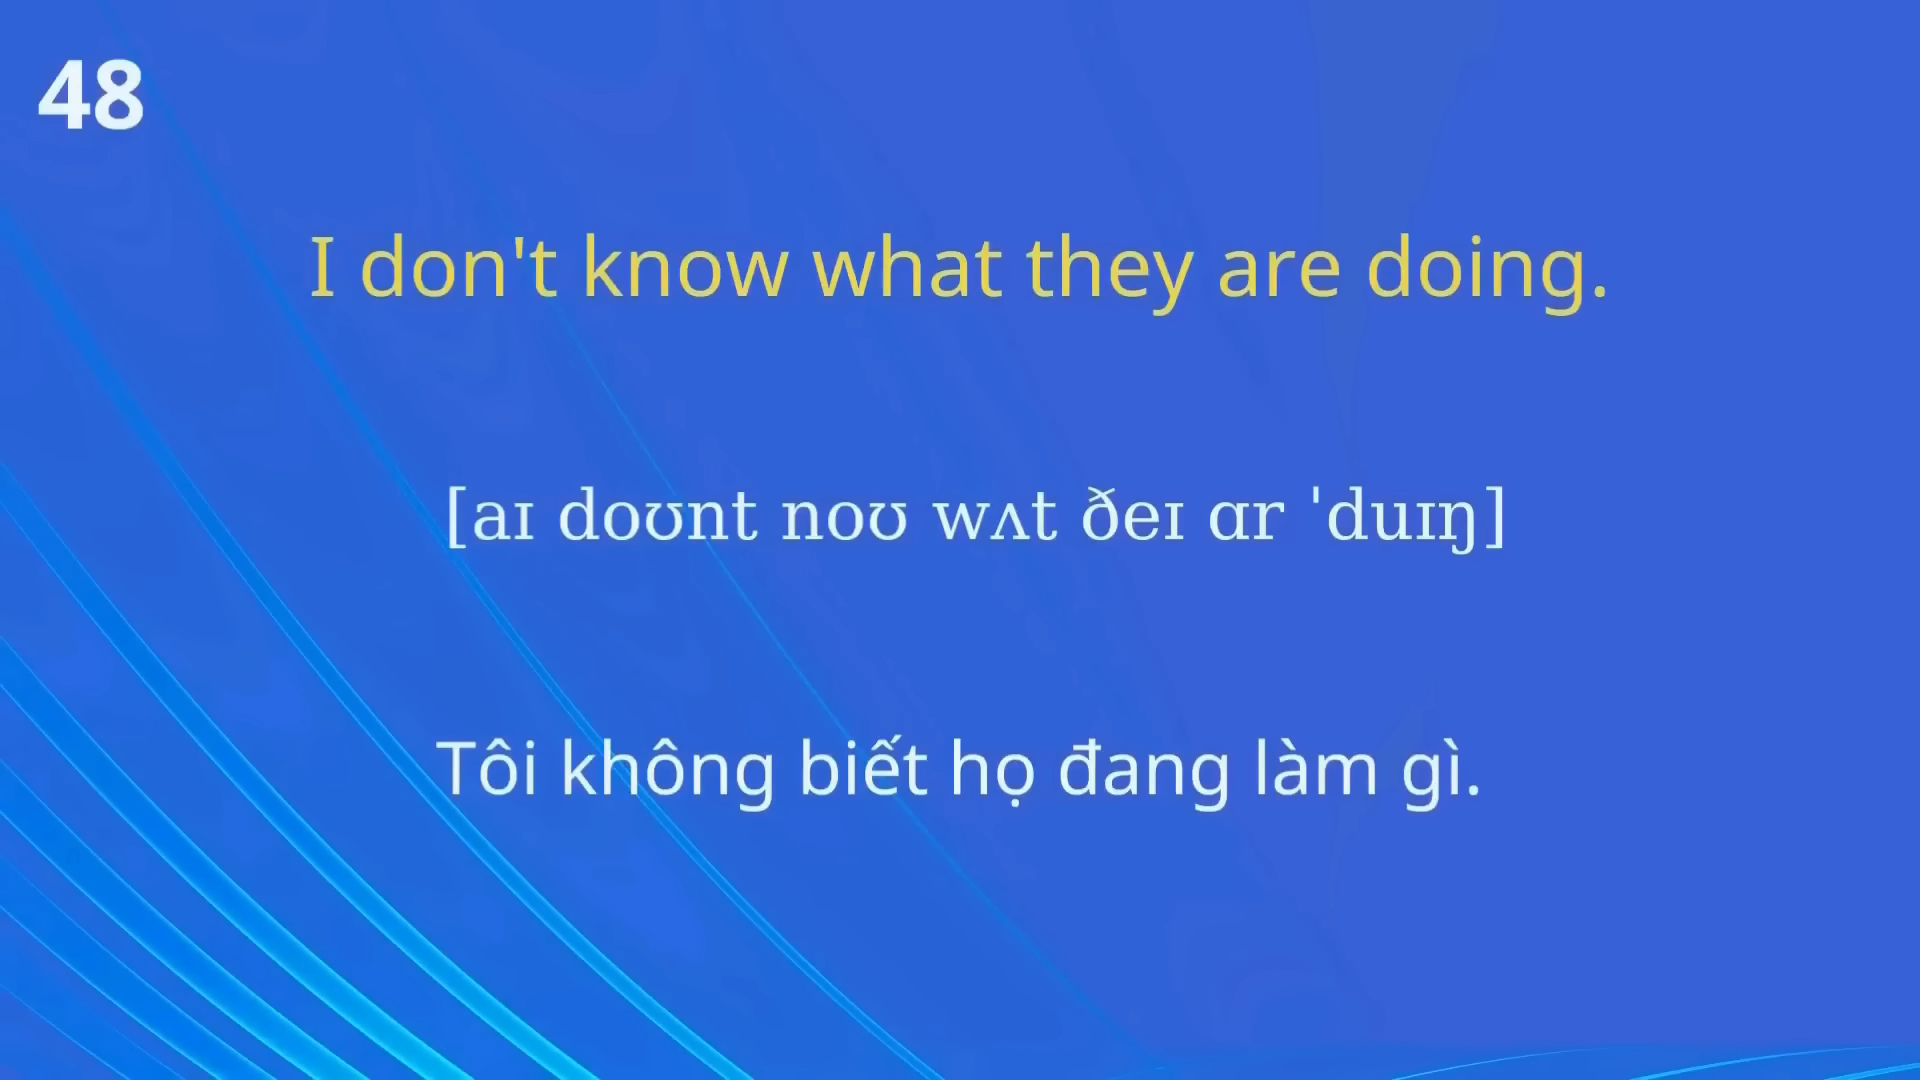 48
I don't know what they are doing.
[aɪ doʊnt noʊ wʌt ðeɪ ɑr ˈduɪŋ]
Tôi không biết họ đang làm gì.